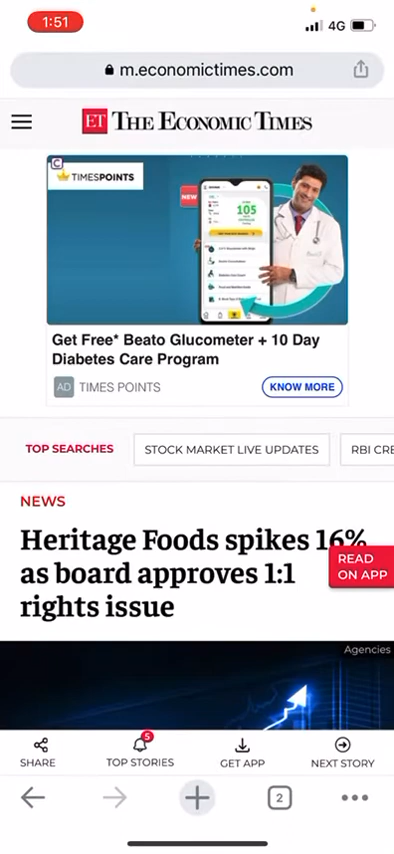 1:51
4G
m.economictimes.com
ET THE ECONOMIC TIMES
C
TIMESPOINTS
NEW
105
Get Free* Beato Glucometer + 10 Day
Diabetes Care Program
AD TIMES POINTS
KNOW MORE
TOP SEARCHES
STOCK MARKET LIVE UPDATES
RBI CRE
NEWS
Heritage Foods spikes 16%
as board approves 1:1
rights issue
READ
ON APP
Agencies
5
SHARE
TOP STORIES
GET APP
NEXT STORY
2